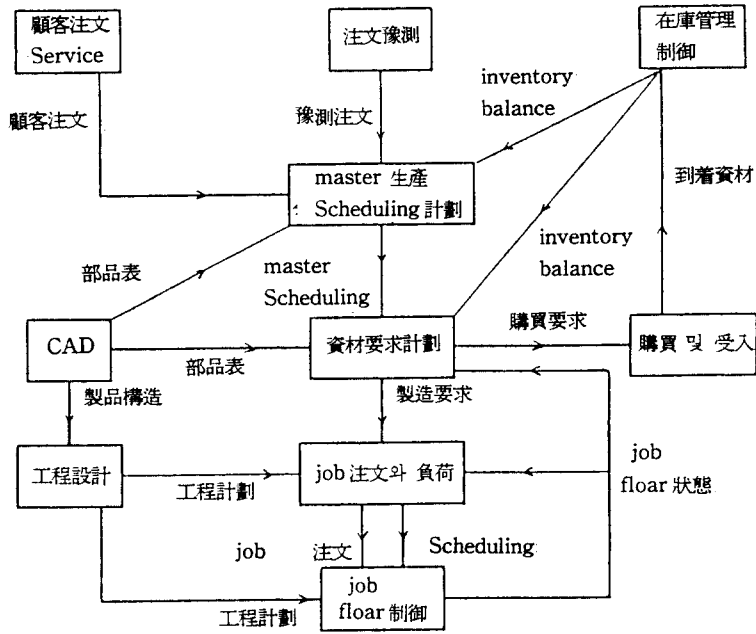 顧客注文
Service
注文豫測
在庫管理
制御
顧客注文
豫測注文
inventory
balance
到着資材
master 生産
Scheduling 計劃
部品表
master
Scheduling
inventory
balance
CAD
部品表
資材要求計劃
購買要求
購買 및 受入
製品構造
製造要求
工程設計
工程計劃
job 注文와 負荷
job
floar 狀態
job 注文
Scheduling
工程計劃
job
floar 制御